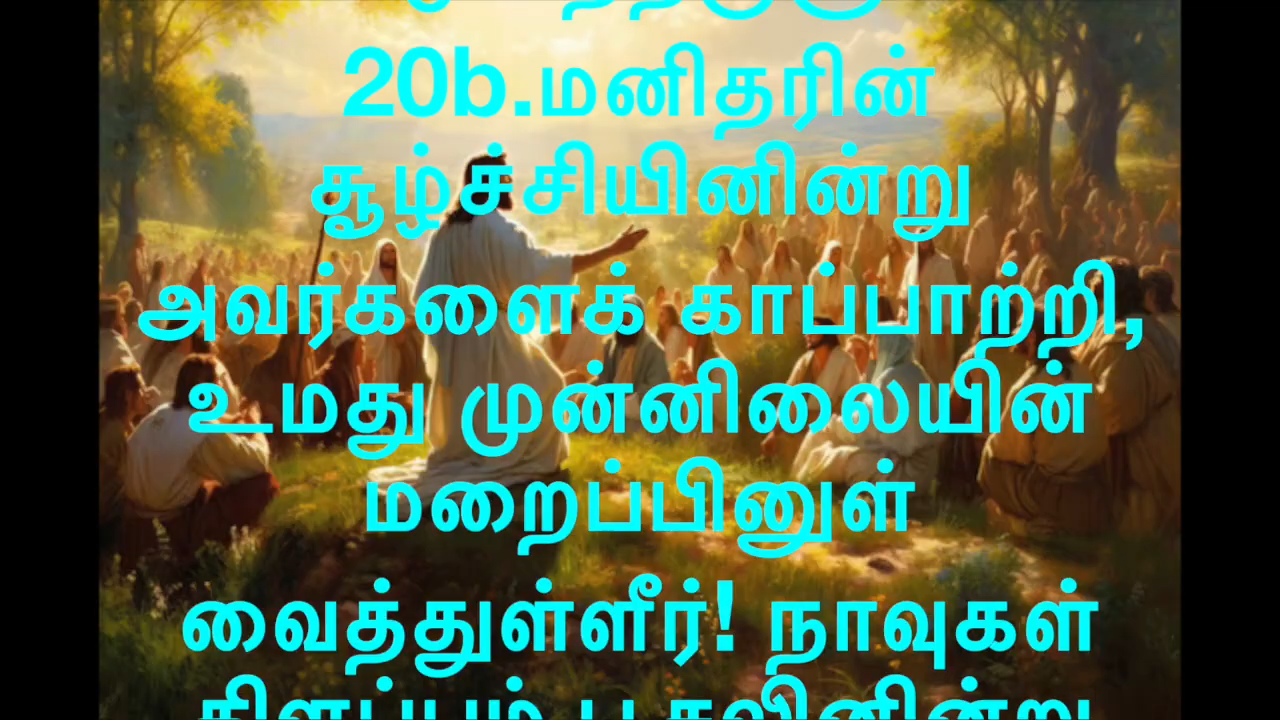 20b.மனிதரின்
சூழ்ச்சியினின்று
அவர்களைக் காப்பாற்றி,
உமது முன்னிலையின்
மறைப்பினுள்
வைத்துள்ளீர்! நாவுகள்